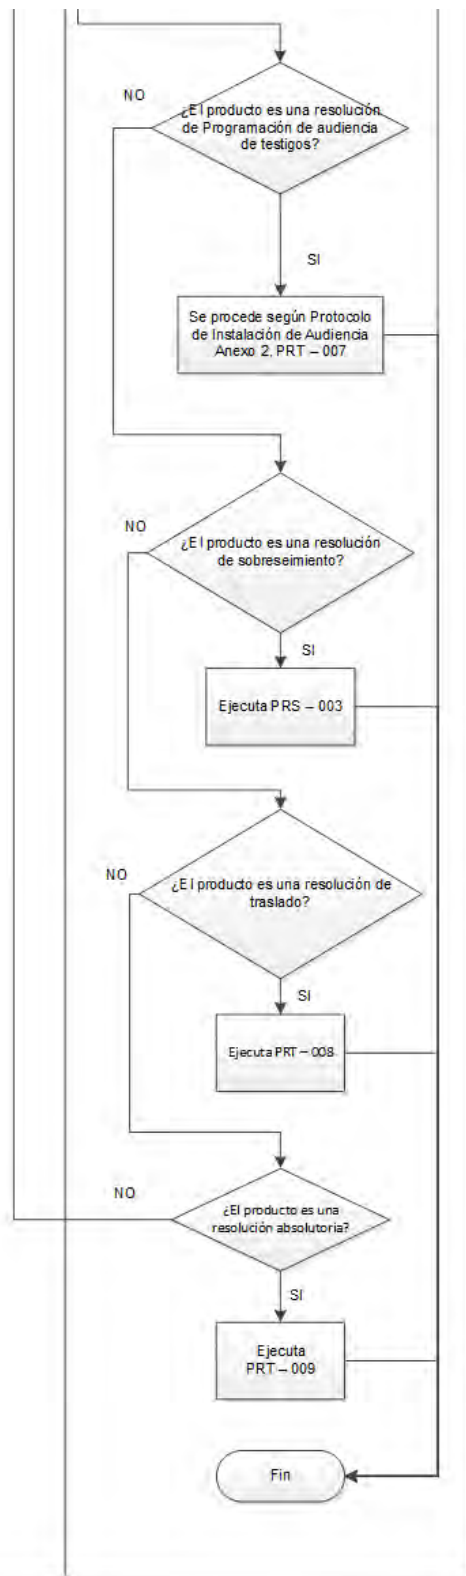 NO
¿El producto es una resolución
de Programación de audiencia
de testigos?
SI
Se procede según Protocolo
de Instalación de Audiencia
Anexo 2, PRT – 007
NO
¿El producto es una resolución
de sobreseimiento?
SI
Ejecuta PRS – 003
NO
¿El producto es una resolución de
traslado?
SI
Ejecuta PRT – 008
NO
¿El producto es una
resolución absolutoria?
SI
Ejecuta
PRT – 009
Fin